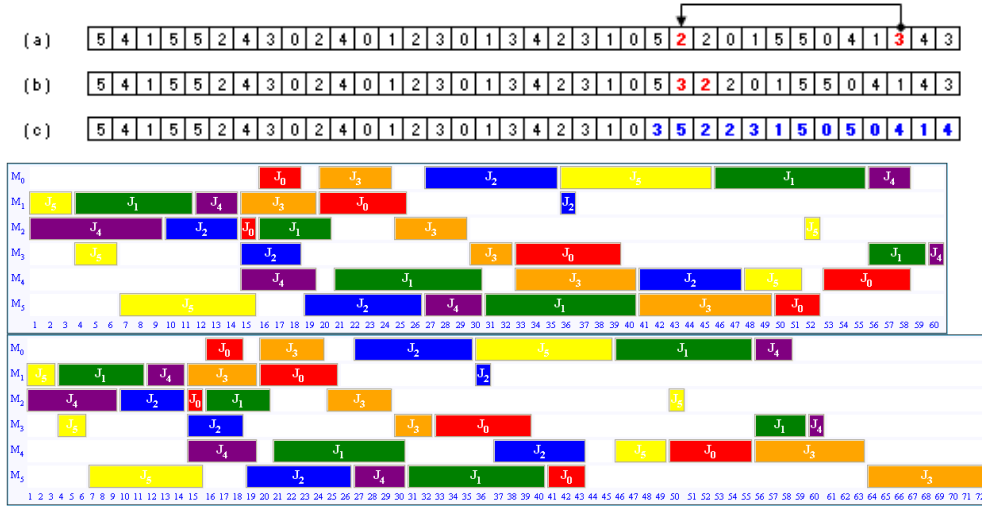 (a) 5 4 1 5 5 2 4 3 0 2 4 0 1 2 3 0 1 3 4 2 3 1 0 5 2 2 0 1 5 5 0 4 1 3 4 3
(b) 5 4 1 5 5 2 4 3 0 2 4 0 1 2 3 0 1 3 4 2 3 1 0 5 3 2 2 0 1 5 5 0 4 1 4 3
(c) 5 4 1 5 5 2 4 3 0 2 4 0 1 2 3 0 1 3 4 2 3 1 0 3 5 2 2 3 1 5 0 5 0 4 1 4
M0 J0 J3 J2 J5 J1 J4
M1 J5 J1 J4 J3 J0 J2
M2 J4 J2 J0 J1 J3 J5
M3 J5 J2 J3 J0 J1 J4
M4 J4 J1 J3 J2 J5 J0
M5 J5 J2 J4 J1 J3 J0
1 2 3 4 5 6 7 8 9 10 11 12 13 14 15 16 17 18 19 20 21 22 23 24 25 26 27 28 29 30 31 32 33 34 35 36 37 38 39 40 41 42 43 44 45 46 47 48 49 50 51 52 53 54 55 56 57 58 59 60
M0 J0 J3 J2 J5 J1 J4
M1 J5 J1 J4 J3 J0 J2
M2 J4 J2 J0 J1 J3 J5
M3 J5 J2 J3 J0 J1 J4
M4 J4 J1 J2 J5 J0 J3
M5 J5 J2 J4 J1 J0 J3
1 2 3 4 5 6 7 8 9 10 11 12 13 14 15 16 17 18 19 20 21 22 23 24 25 26 27 28 29 30 31 32 33 34 35 36 37 38 39 40 41 42 43 44 45 46 47 48 49 50 51 52 53 54 55 56 57 58 59 60 61 62 63 64 65 66 67 68 69 70 71 72